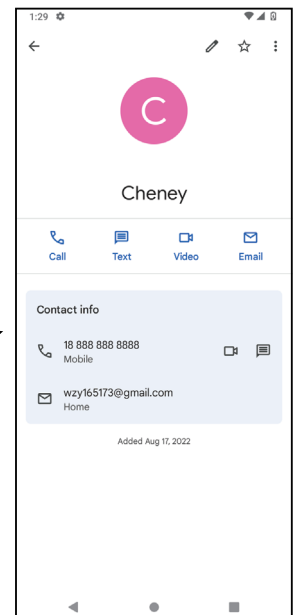 1:29
C
Cheney
Call Text Video Email
Contact info
18 888 888 8888
Mobile
wzy165173@gmail.com
Home
Added Aug 17, 2022